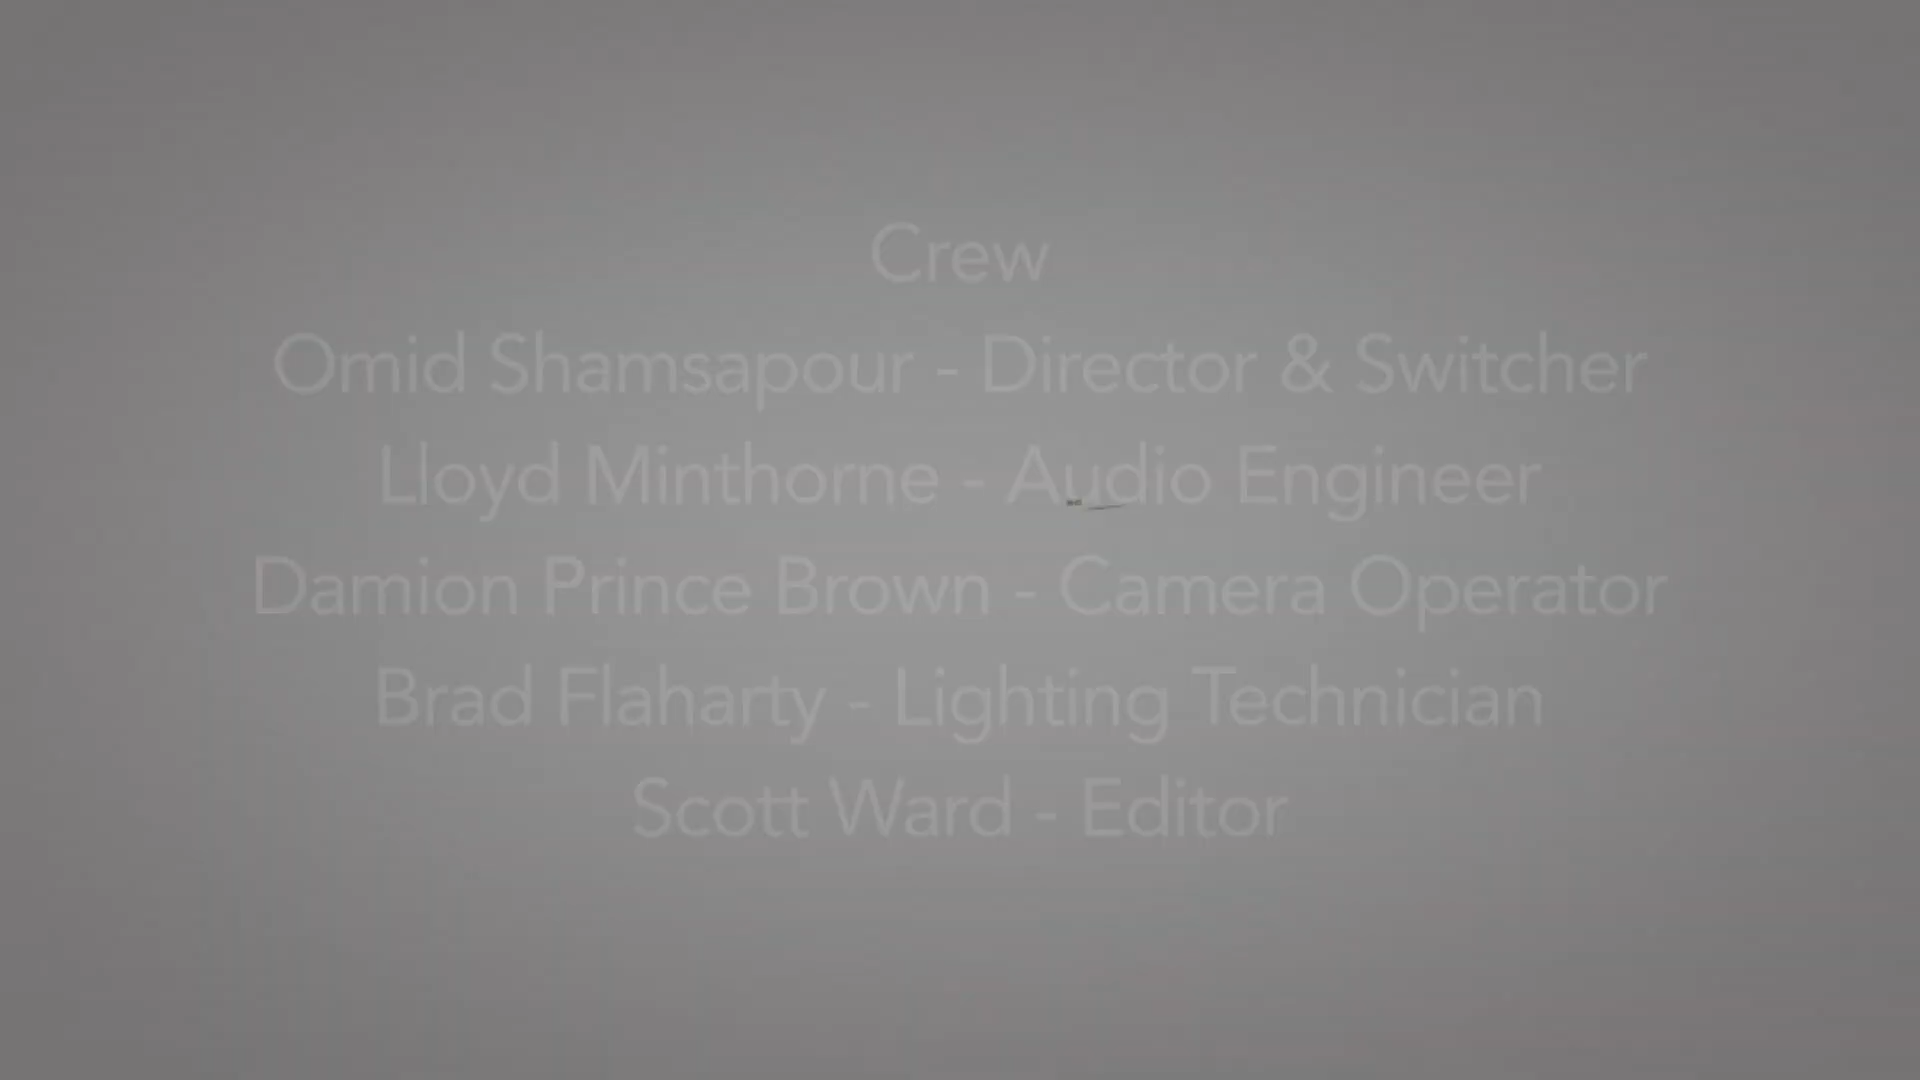 Crew
Omid Shamsapour - Director & Switcher
Lloyd Minthorne - Audio Engineer
Damion Prince Brown - Camera Operator
Brad Flaharty - Lighting Technician
Scott Ward - Editor